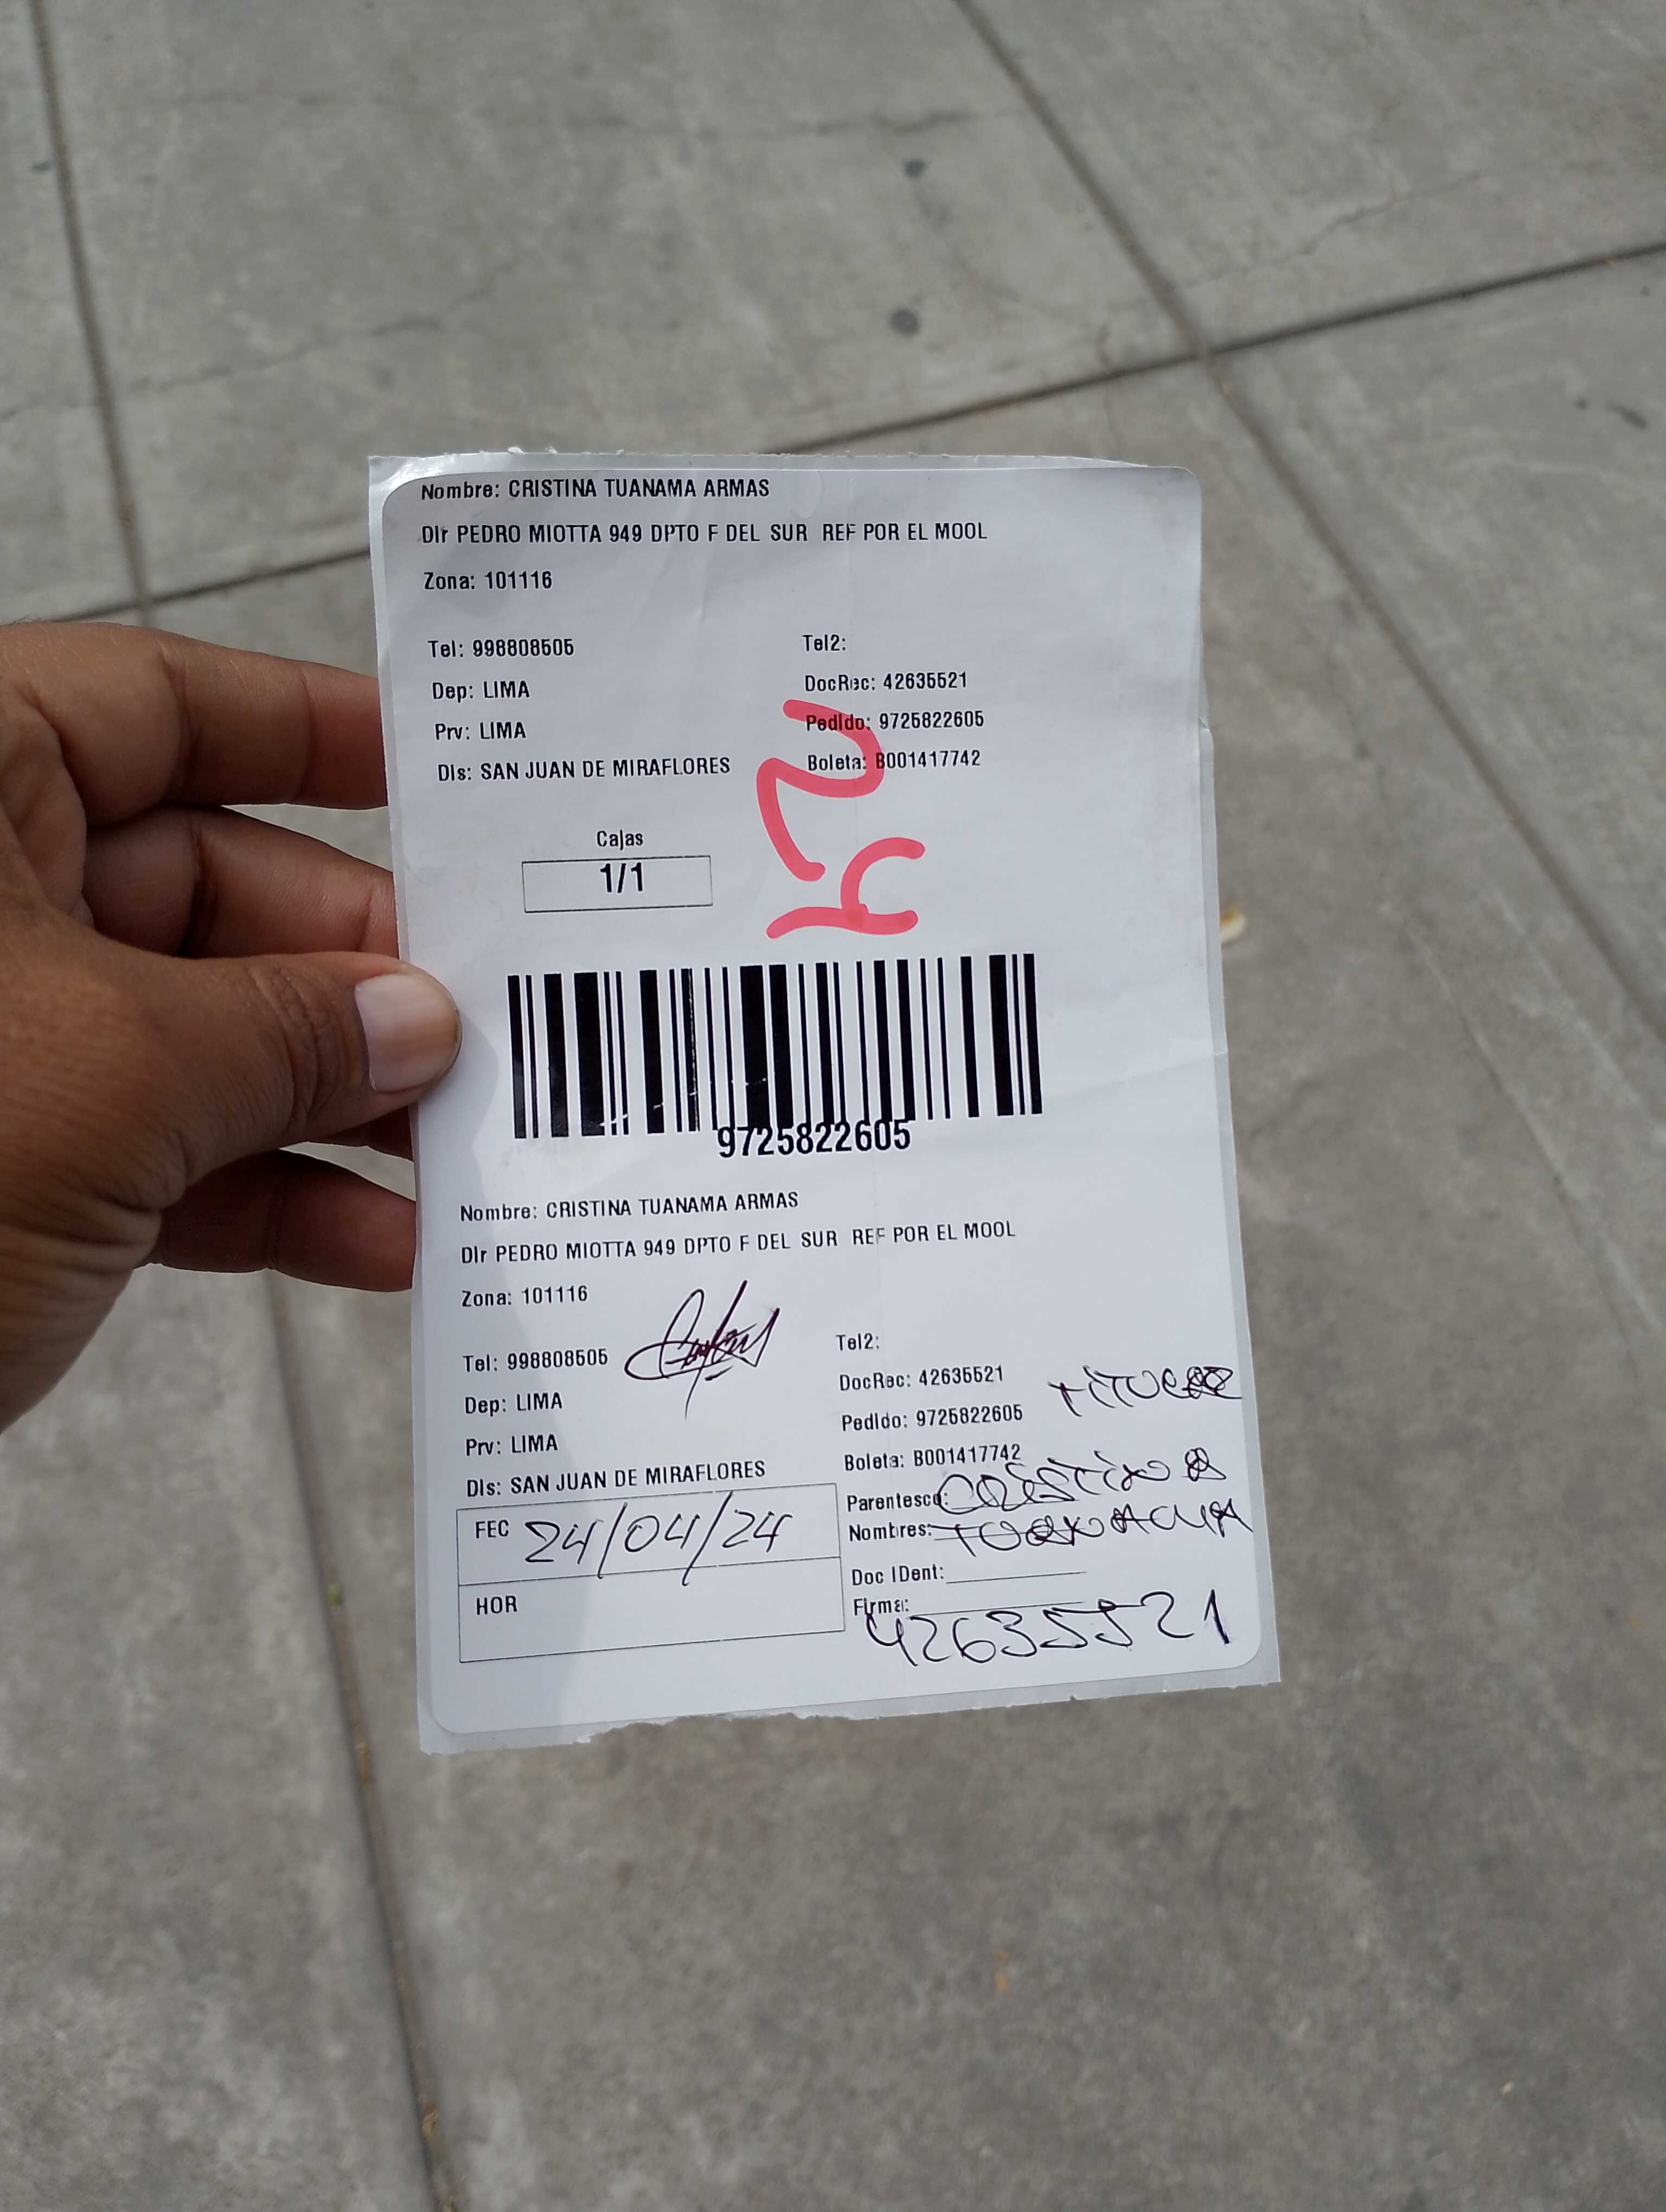 Nombre: CRISTINA TUANAMA ARMAS
Dir PEDRO MIOTTA 949 DPTO F DEL SUR REF POR EL MOOL
Zona: 101116
Tel: 998808505 Tel2:
Dep: LIMA DocRec: 42635521
Prv: LIMA Pedido: 9725822605
Dis: SAN JUAN DE MIRAFLORES Boleta: B001417742
Cajas
1/1
9725822605
Nombre: CRISTINA TUANAMA ARMAS
Dir PEDRO MIOTTA 949 DPTO F DEL SUR REF POR EL MOOL
Zona: 101116
Tel: 998808505 Tel2:
Dep: LIMA DocRec: 42635521
Prv: LIMA Pedido: 9725822605
Dis: SAN JUAN DE MIRAFLORES Boleta: B001417742
Parentesco:
FEC 24/04/24 Nombres:
Doc IDent:
HOR Firma:
42635521